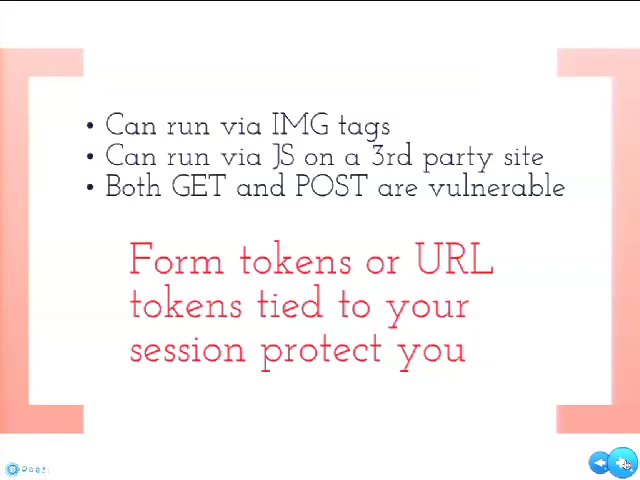 • Can run via IMG tags
• Can run via JS on a 3rd party site
• Both GET and POST are vulnerable
Form tokens or URL
tokens tied to your
session protect you